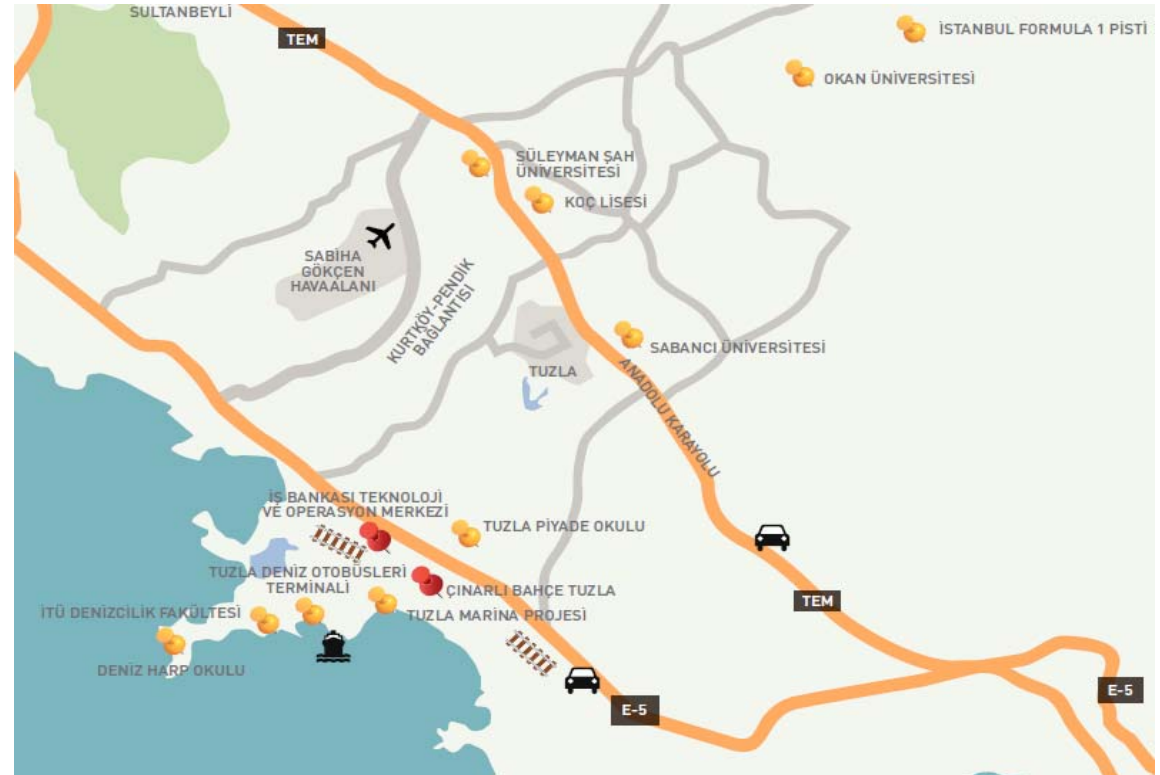 SULTANBEYLİ
TEM
İSTANBUL FORMULA 1 PİSTİ
OKAN ÜNİVERSİTESİ
SÜLEYMAN ŞAH
ÜNİVERSİTESİ
KOÇ LİSESİ
SABİHA
GÖKÇEN
HAVAALANI
KURTKÖY-PENDİK
BAĞLANTISI
TUZLA
SABANCI ÜNİVERSİTESİ
ANADOLU KARAYOLU
İŞ BANKASI TEKNOLOJİ
VE OPERASYON MERKEZİ
TUZLA PİYADE OKULU
TUZLA DENİZ OTOBÜSLERİ
TERMİNALİ
ÇINARLI BAHÇE TUZLA
TUZLA MARINA PROJESİ
İTÜ DENİZCİLİK FAKÜLTESİ
DENİZ HARP OKULU
TEM
E-5
E-5